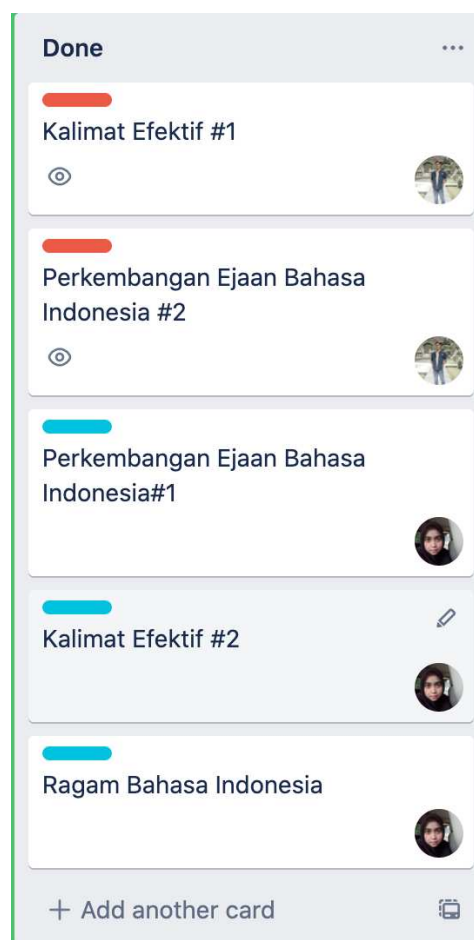 Done
Kalimat Efektif #1
Perkembangan Ejaan Bahasa
Indonesia #2
Perkembangan Ejaan Bahasa
Indonesia#1
Kalimat Efektif #2
Ragam Bahasa Indonesia
+ Add another card